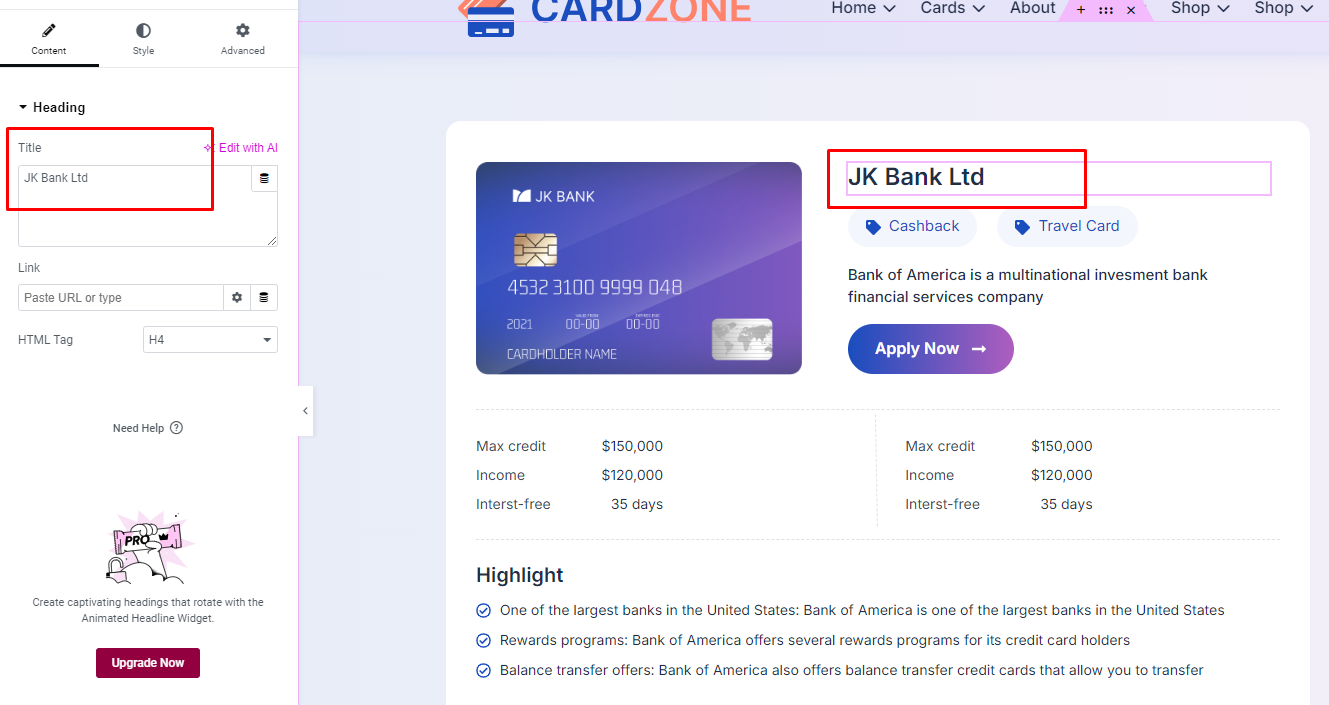 CARDZONE
Home
Cards
About
Shop
Shop
Content
Style
Advanced
Heading
Title
Edit with AI
JK Bank Ltd
Link
Paste URL or type
HTML Tag
H4
Need Help
PRO
Create captivating headings that rotate with the
Animated Headline Widget.
Upgrade Now
JK BANK
4532 3100 9999 048
2021
VALID FROM
00-00
EXPIRES END
00-00
CARDHOLDER NAME
JK Bank Ltd
Cashback
Travel Card
Bank of America is a multinational invesment bank
financial services company
Apply Now
Max credit $150,000
Income $120,000
Interst-free 35 days
Max credit $150,000
Income $120,000
Interst-free 35 days
Highlight
One of the largest banks in the United States: Bank of America is one of the largest banks in the United States
Rewards programs: Bank of America offers several rewards programs for its credit card holders
Balance transfer offers: Bank of America also offers balance transfer credit cards that allow you to transfer